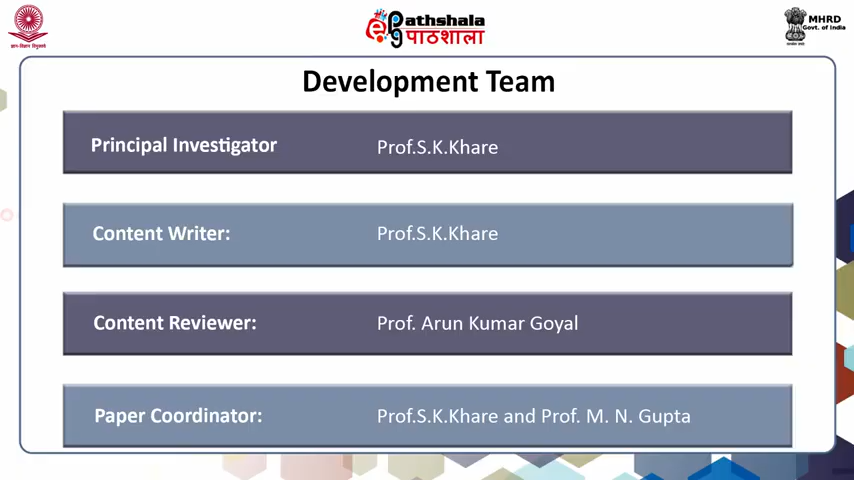 Pathshala
पाठशाला
MHRD
Govt. of India
ज्ञान-विज्ञान विमुक्तये
Development Team
Principal Investigator Prof.S.K.Khare
Content Writer: Prof.S.K.Khare
Content Reviewer: Prof. Arun Kumar Goyal
Paper Coordinator: Prof.S.K.Khare and Prof. M. N. Gupta